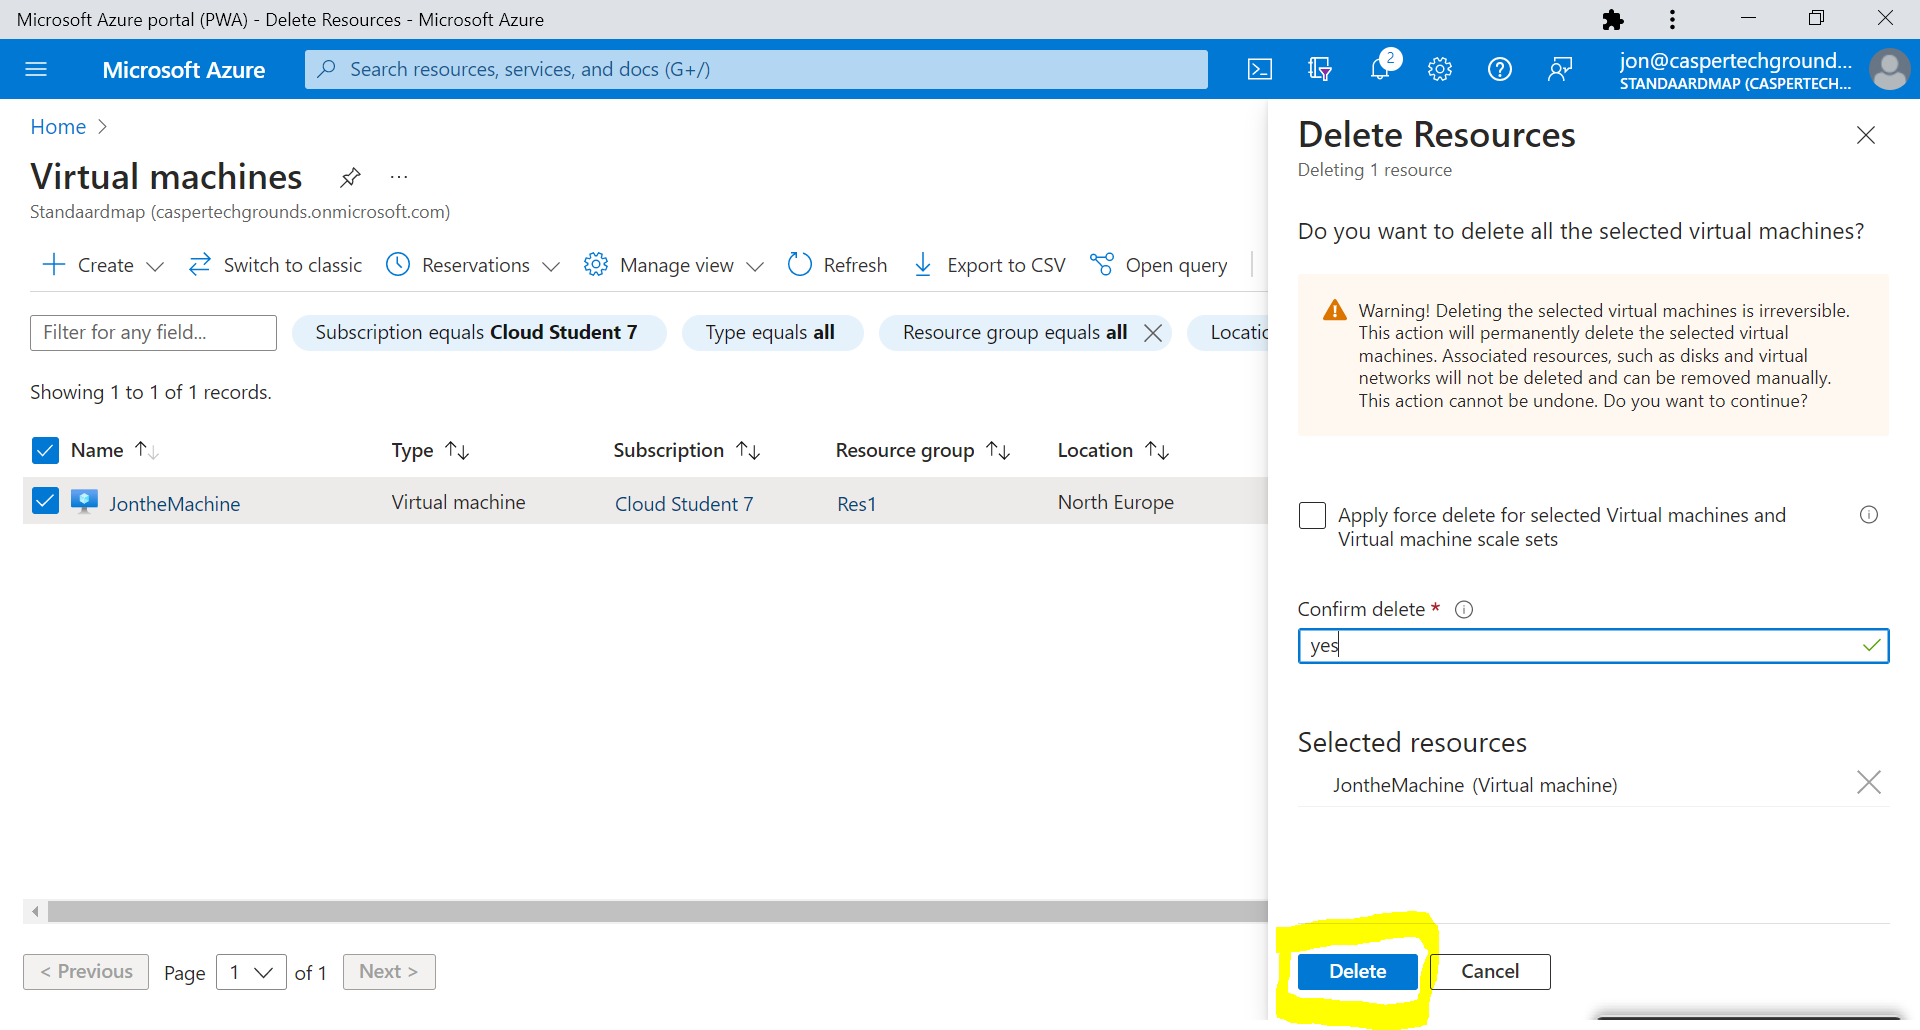 Microsoft Azure portal (PWA) - Delete Resources - Microsoft Azure
Microsoft Azure
Search resources, services, and docs (G+/)
2
jon@caspertechground...
STANDAARDMAP (CASPERTECH...
Home
Virtual machines
Standaardmap (caspertechgrounds.onmicrosoft.com)
Create Switch to classic Reservations Manage view Refresh Export to CSV Open query
Filter for any field... Subscription equals Cloud Student 7 Type equals all Resource group equals all
Showing 1 to 1 of 1 records.
Name Type Subscription Resource group Location
JontheMachine Virtual machine Cloud Student 7 Res1 North Europe
< Previous Page 1 of 1 Next >
Delete Resources
Deleting 1 resource
Do you want to delete all the selected virtual machines?
Warning! Deleting the selected virtual machines is irreversible.
This action will permanently delete the selected virtual
machines. Associated resources, such as disks and virtual
networks will not be deleted and can be removed manually.
This action cannot be undone. Do you want to continue?
Apply force delete for selected Virtual machines and
Virtual machine scale sets
Confirm delete *
yes
Selected resources
JontheMachine (Virtual machine)
Delete Cancel